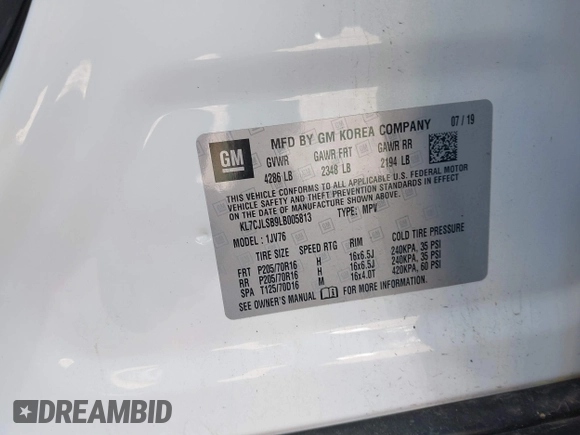 GM
MFD BY GM KOREA COMPANY 07 / 19
GVWR GAWR FRT GAWR RR
4286 LB 2348 LB 2194 LB
THIS VEHICLE CONFORMS TO ALL APPLICABLE U.S. FEDERAL MOTOR
VEHICLE SAFETY AND THEFT PREVENTION STANDARDS IN EFFECT
ON THE DATE OF MANUFACTURE SHOWN ABOVE.
KL7CJLSB9LB005813 TYPE: MPV
MODEL: 1JV76
TIRE SIZE SPEED RTG RIM COLD TIRE PRESSURE
FRT P205/70R16 H 16x6.5J 240KPA, 35 PSI
RR P205/70R16 H 16x6.5J 240KPA, 35 PSI
SPA T125/70D16 M 16x4.0T 420KPA, 60 PSI
SEE OWNER'S MANUAL FOR MORE INFORMATION.
DREAMBID